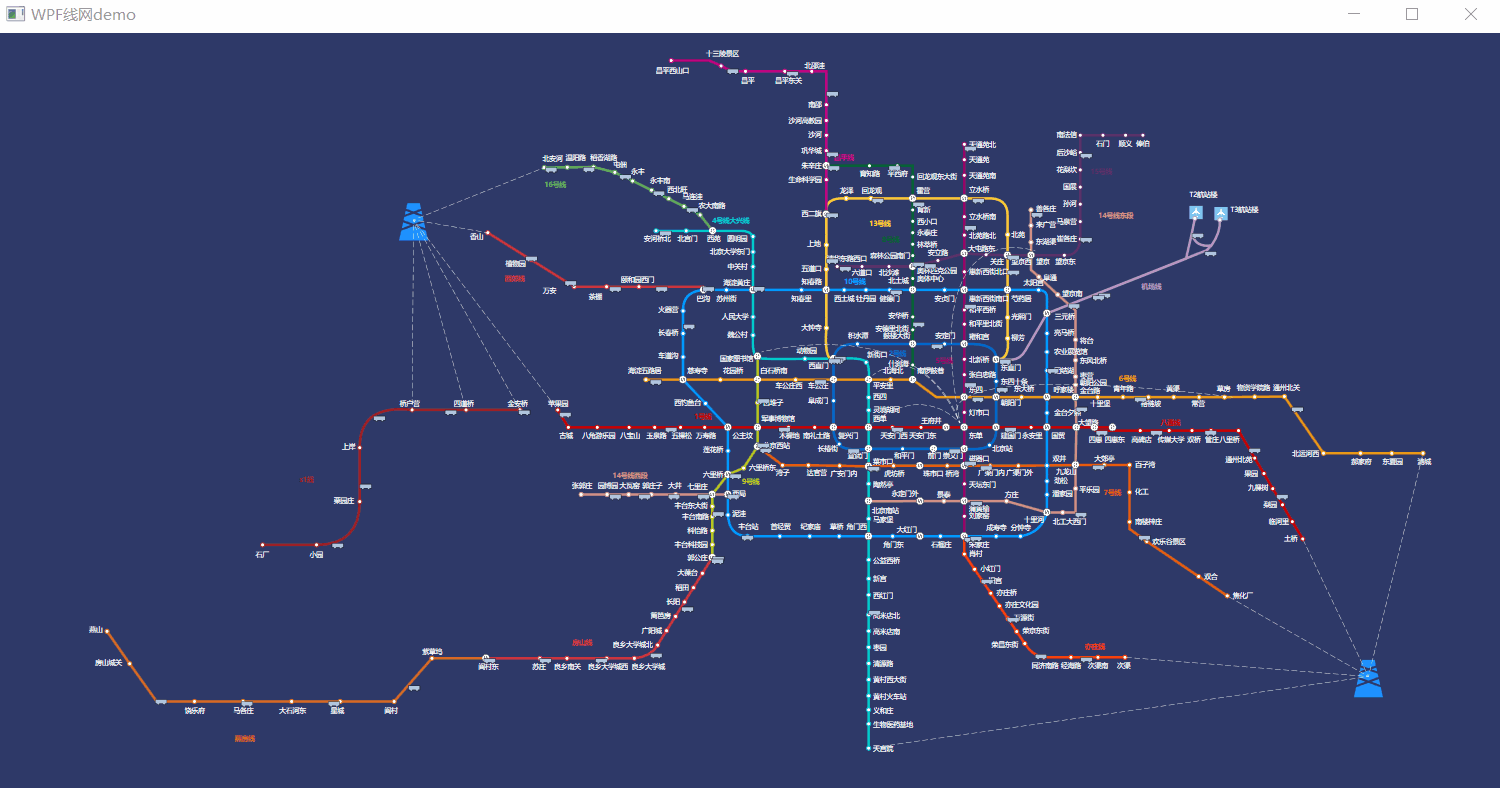 WPF线网demo
十三陵景区
昌平西山口
昌平
昌平东关
北邵洼
南邵
沙河高教园
沙河
巩华城
朱辛庄
生命科学园
育知路
平西府
回龙观东大街
天通苑北
天通苑
天通苑南
立水桥
立水桥南
北苑路北
大屯路东
南法信
石门
顺义
俸伯
后沙峪
花梨坎
国展
孙河
马泉营
崔各庄
善各庄
来广营
东湖渠
望京西
望京
望京东
14号线东段
T2航站楼
T3航站楼
机场线
北安河
温阳路
稻香湖路
屯佃
永丰
永丰南
西北旺
马连洼
农大南路
16号线
4号线大兴线
安河桥北
北宫门
西苑
圆明园
北京大学东门
中关村
海淀黄庄
人民大学
魏公村
国家图书馆
动物园
西直门
龙泽
回龙观
霍营
13号线
西二旗
上地
五道口
知春路
大钟寺
育新
西小口
永泰庄
林萃桥
森林公园南门
安立路
奥林匹克公园
奥体中心
北土城
安华桥
安德里北街
鼓楼大街
什刹海
南锣鼓巷
六道口
北沙滩
北苑
关庄
惠新西街北口
惠新西街南口
芍药居
光熙门
柳芳
东直门
香山
植物园
万安
茶棚
颐和园西门
西郊线
巴沟
苏州街
知春里
西土城
牡丹园
健德门
安贞门
10号线
太阳宫
三元桥
亮马桥
农业展览馆
呼家楼
金台夕照
国贸
双井
劲松
潘家园
十里河
分钟寺
成寿寺
宋家庄
石榴庄
大红门
角门东
角门西
草桥
纪家庙
首经贸
丰台站
泥洼
西局
六里桥
莲花桥
公主坟
西钓鱼台
慈寿寺
车道沟
长春桥
火器营
阜通
望京南
将台
东风北桥
枣营
朝阳公园
金台路
大望路
九龙山
平乐园
北工大西门
方庄
景泰
永定门外
北京南站
和平西桥
和平里北街
雍和宫
北新桥
张自忠路
东四
灯市口
东单
崇文门
磁器口
天坛东门
刘家窑
海淀五路居
花园桥
白石桥南
车公庄西
车公庄
平安里
北海北
朝阳门
东大桥
十里堡
青年路
褡裢坡
黄渠
常营
草房
物资学院路
通州北关
6号线
北运河西
郝家府
东夏园
潞城
积水潭
安定门
东四十条
建国门
北京站
前门
和平门
长椿街
复兴门
阜成门
新街口
西四
灵境胡同
西单
菜市口
陶然亭
马家堡
公益西桥
新宫
西红门
高米店北
高米店南
枣园
清源路
黄村西大街
黄村火车站
义和庄
生物医药基地
天宫院
苹果园
古城
八角游乐园
八宝山
玉泉路
五棵松
万寿路
军事博物馆
木樨地
南礼士路
天安门西
天安门东
王府井
永安里
四惠
四惠东
高碑店
传媒大学
双桥
管庄
八里桥
通州北苑
果园
九棵树
梨园
临河里
土桥
北京西站
六里桥东
湾子
达官营
广安门内
虎坊桥
珠市口
桥湾
广渠门内
广渠门外
大郊亭
百子湾
化工
7号线
南楼梓庄
欢乐谷景区
双合
焦化厂
桥户营
四道桥
金安桥
上岸
栗园庄
小园
石厂
14号线西段
张郭庄
园博园
大瓦窑
郭庄子
大井
七里庄
9号线
丰台东大街
丰台南路
科怡路
丰台科技园
郭公庄
大葆台
稻田
长阳
篱笆房
广阳城
良乡大学城北
良乡大学城
良乡大学城西
良乡南关
苏庄
阎村东
房山线
紫草坞
阎村
星城
大石河东
马各庄
饶乐府
房山城关
燕山
燕房线
肖村
小红门
旧宫
亦庄桥
亦庄文化园
万源街
荣京东街
荣昌东街
同济南路
经海路
次渠南
次渠
亦庄线